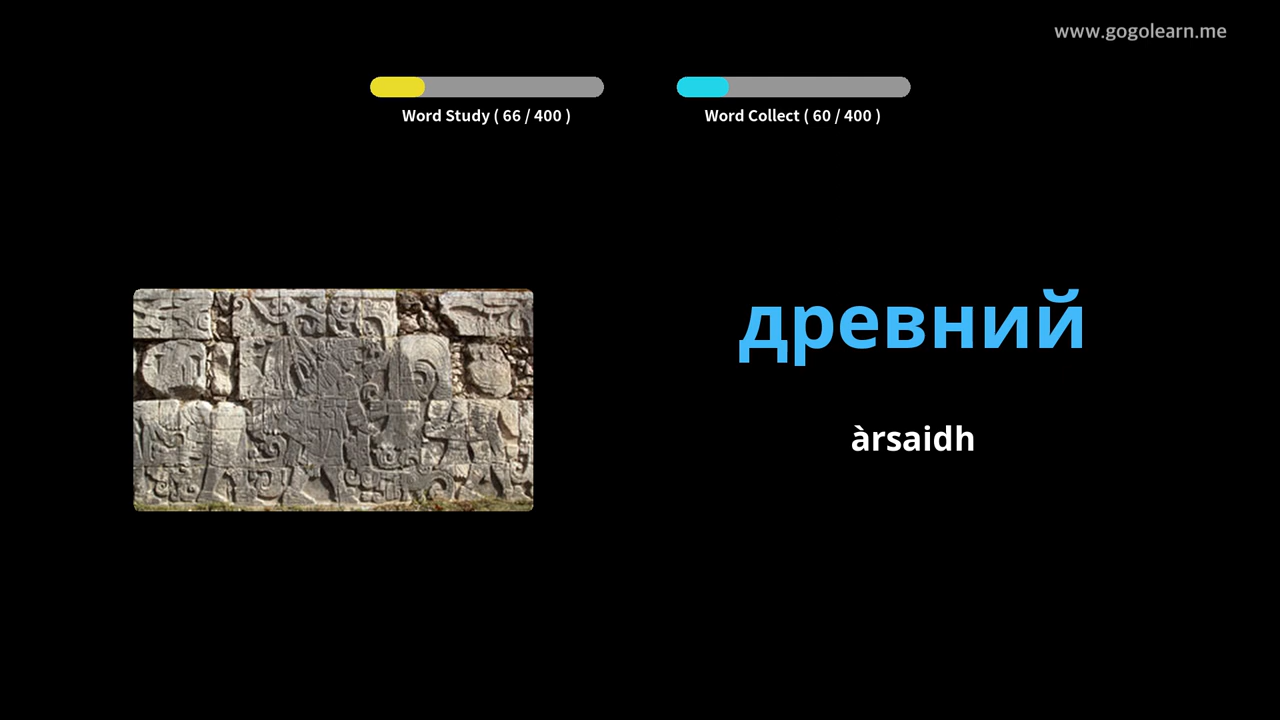 www.gogolearn.me
Word Study ( 66 / 400 )
Word Collect ( 60 / 400 )
древний
àrsaidh